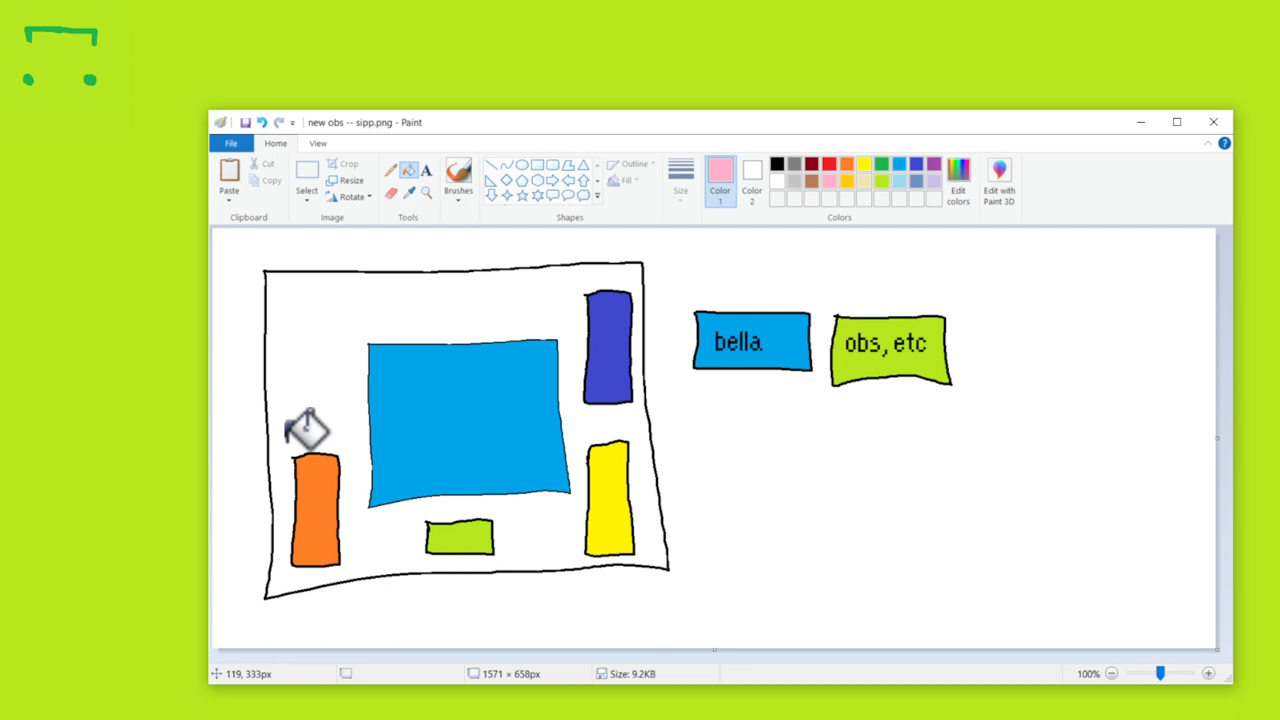 new obs -- sipp.png - Paint
File Home View
Paste
Cut
Copy
Clipboard
Select
Crop
Resize
Rotate
Image
A
Tools
Brushes
Outline
Fill
Shapes
Size
Color 1
Color 2
Edit colors
Colors
Edit with Paint 3D
bella
obs, etc
119, 333px
1571 × 658px
Size: 9.2KB
100%